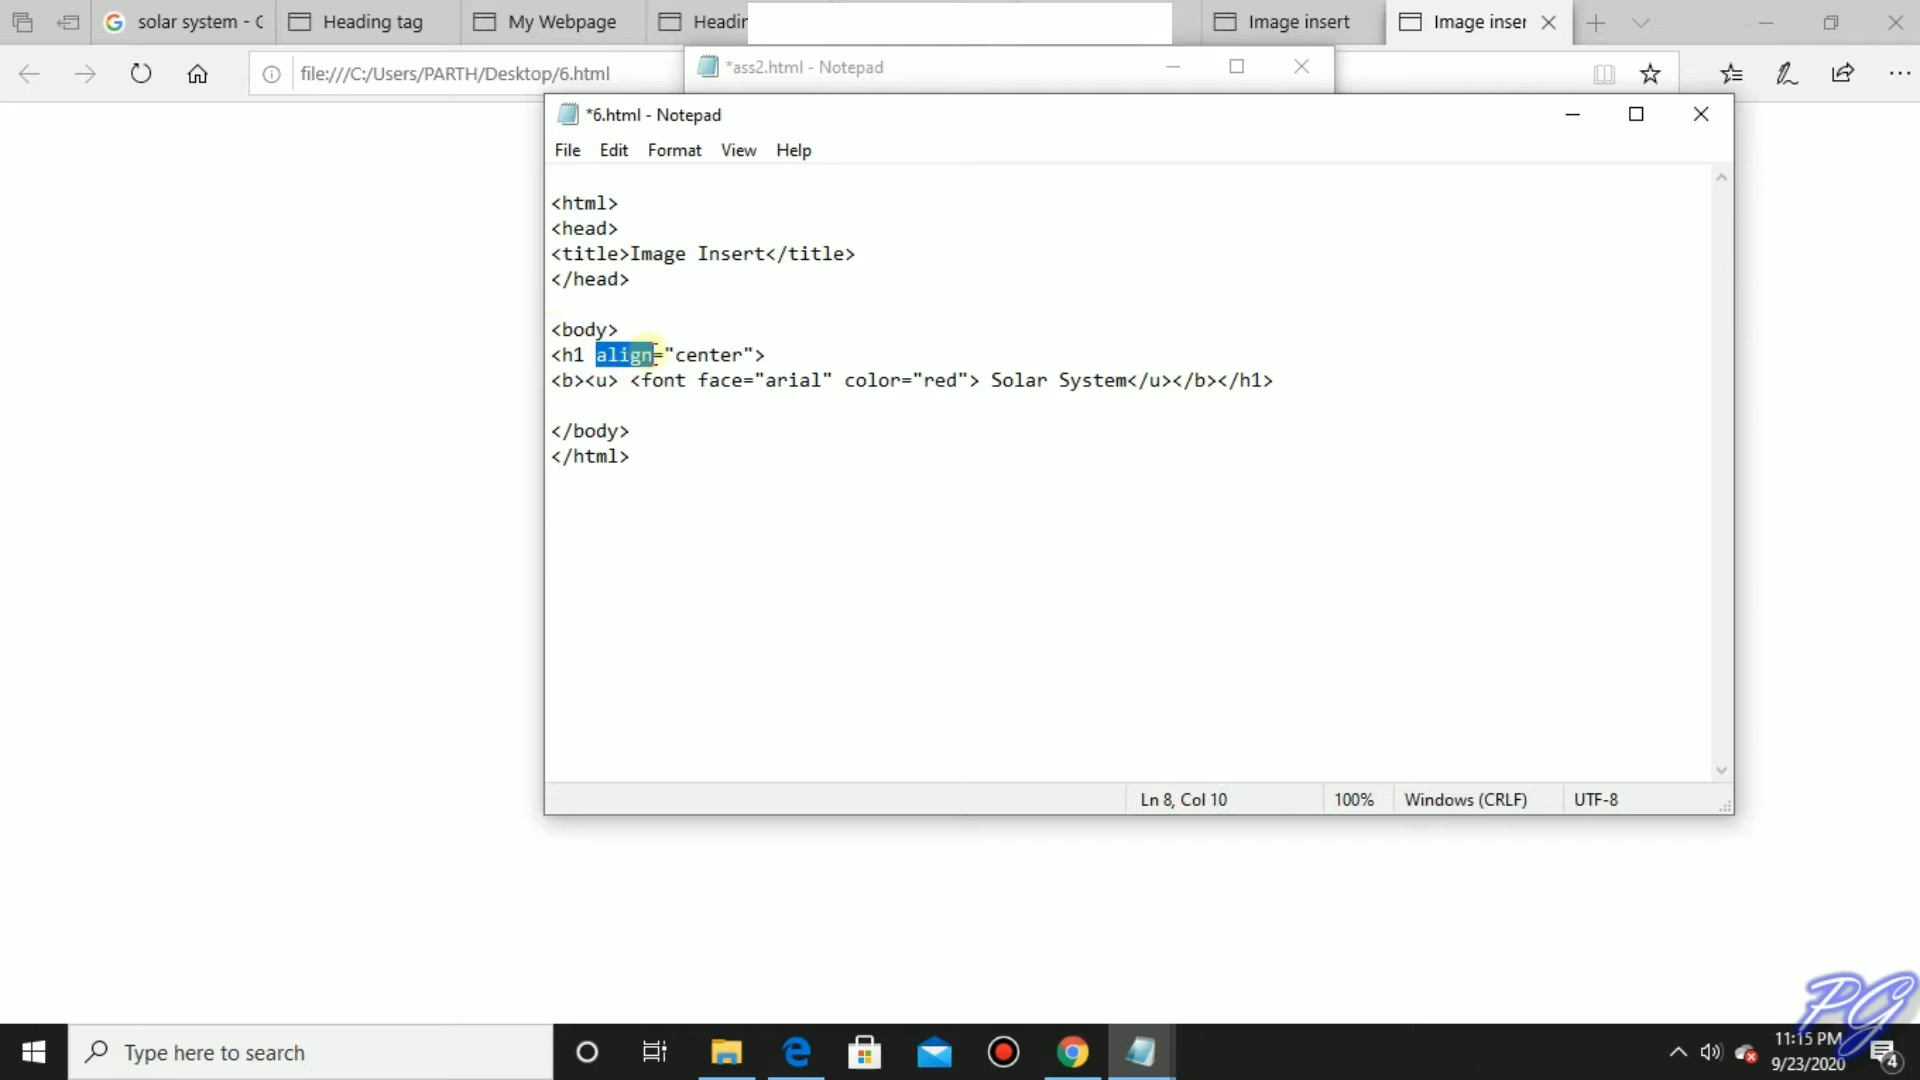 solar system - G
Heading tag
My Webpage
Headin
Image insert
Image inser
file:///C:/Users/PARTH/Desktop/6.html
*ass2.html - Notepad
*6.html - Notepad
File Edit Format View Help
<html>
<head>
<title>Image Insert</title>
</head>
<body>
<h1 align="center">
<b><u> <font face="arial" color="red"> Solar System</u></b></h1>
</body>
</html>
Ln 8, Col 10
100%
Windows (CRLF)
UTF-8
PG
Type here to search
11:15 PM
9/23/2020
4